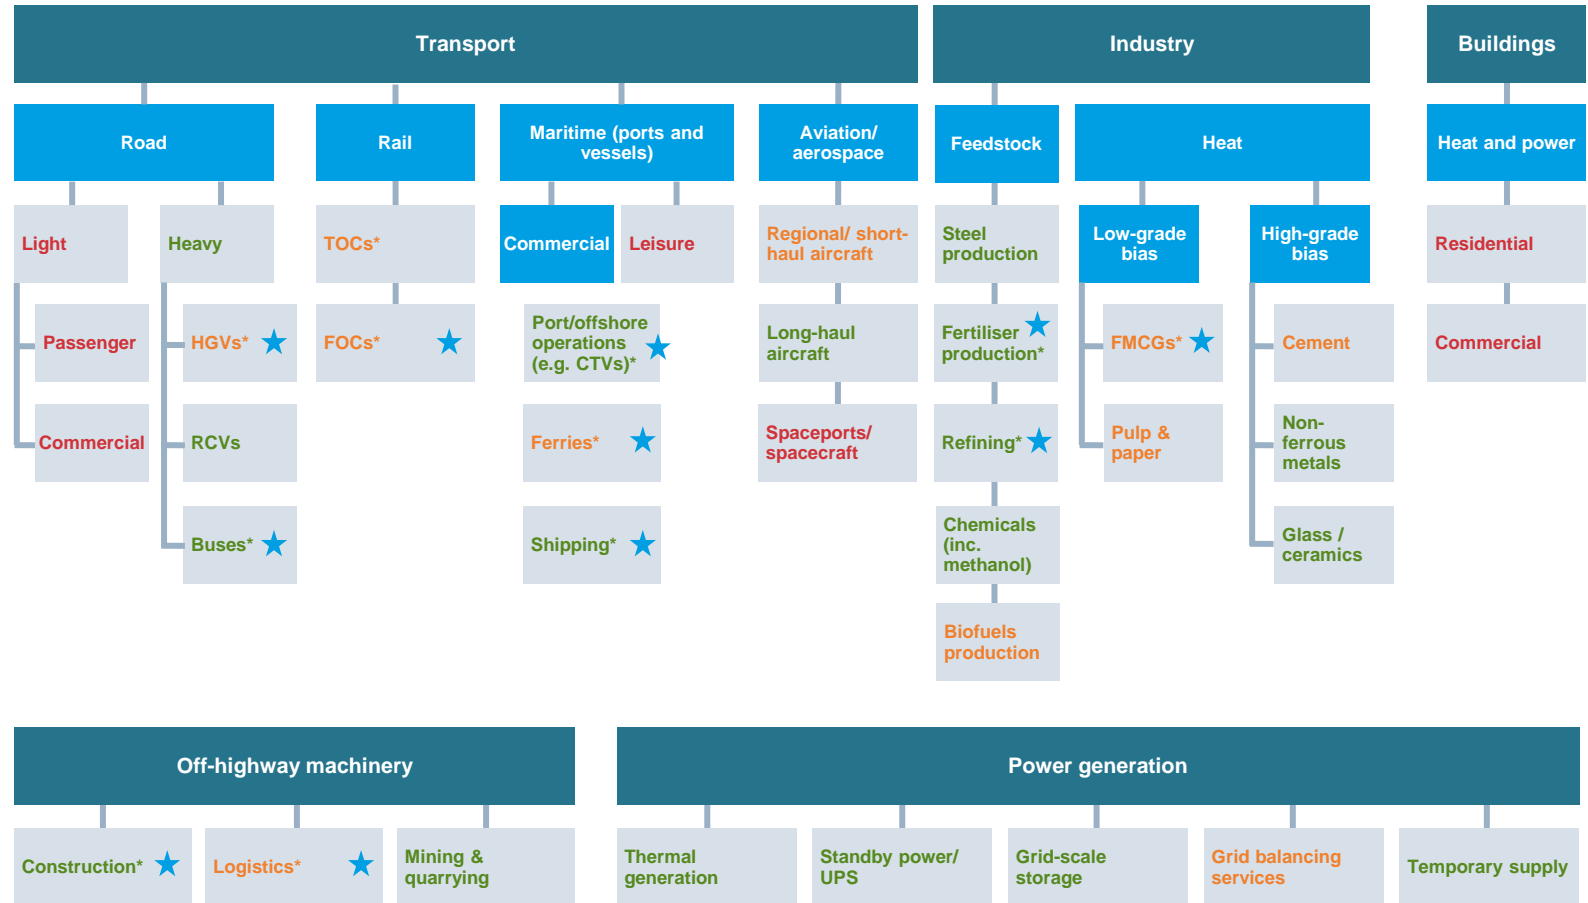 Transport
Industry
Buildings
Road
Rail
Maritime (ports and
vessels)
Aviation/
aerospace
Feedstock
Heat
Heat and power
Light
Heavy
TOCs*
Commercial
Leisure
Regional/ short-
haul aircraft
Steel
production
Low-grade
bias
High-grade
bias
Residential
Passenger
HGVs*
FOCs*
Port/offshore
operations
(e.g. CTVs)*
Long-haul
aircraft
Fertiliser
production*
FMCGs*
Cement
Commercial
Commercial
RCVs
Ferries*
Spaceports/
spacecraft
Refining*
Pulp &
paper
Non-
ferrous
metals
Buses*
Shipping*
Chemicals
(inc.
methanol)
Glass /
ceramics
Biofuels
production
Off-highway machinery
Power generation
Construction*
Logistics*
Mining &
quarrying
Thermal
generation
Standby power/
UPS
Grid-scale
storage
Grid balancing
services
Temporary supply